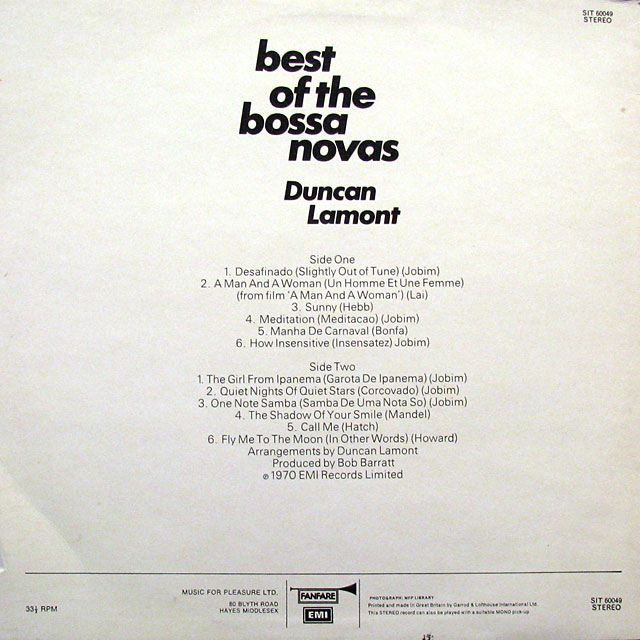 SIT 60049
STEREO
best
of the
bossa
novas
Duncan
Lamont
Side One
1. Desafinado (Slightly Out of Tune) (Jobim)
2. A Man And A Woman (Un Homme Et Une Femme)
(from film 'A Man And A Woman') (Lai)
3. Sunny (Hebb)
4. Meditation (Meditacao) (Jobim)
5. Manha De Carnaval (Bonfa)
6. How Insensitive (Insensatez) Jobim)
Side Two
1. The Girl From Ipanema (Garota De Ipanema) (Jobim)
2. Quiet Nights Of Quiet Stars (Corcovado) (Jobim)
3. One Note Samba (Samba De Uma Nota So) (Jobim)
4. The Shadow Of Your Smile (Mandel)
5. Call Me (Hatch)
6. Fly Me To The Moon (In Other Words) (Howard)
Arrangements by Duncan Lamont
Produced by Bob Barratt
℗ 1970 EMI Records Limited
33⅓ RPM
MUSIC FOR PLEASURE LTD.
80 BLYTH ROAD
HAYES MIDDLESEX
FANFARE
EMI
PHOTOGRAPH: MFP LIBRARY
Printed and made in Great Britain by Garrod & Lofthouse International Ltd.
This STEREO record can also be played with a suitable MONO pick-up.
SIT 60049
STEREO